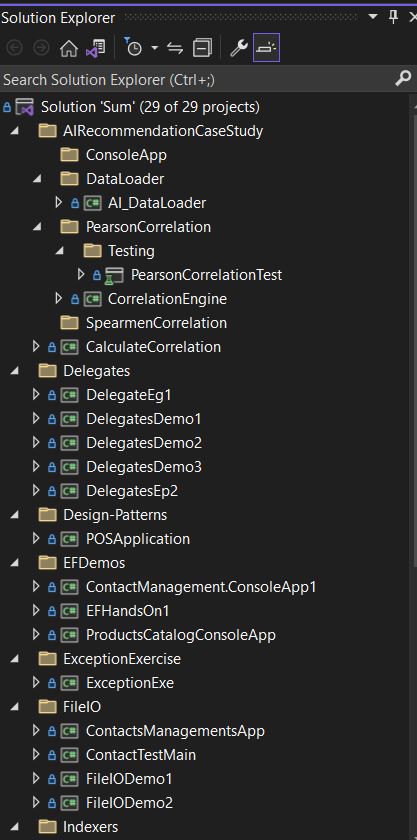 Solution Explorer
Search Solution Explorer (Ctrl+;)
Solution 'Sum' (29 of 29 projects)
AIRecommendationCaseStudy
ConsoleApp
DataLoader
C# AI_DataLoader
PearsonCorrelation
Testing
PearsonCorrelationTest
C# CorrelationEngine
SpearmenCorrelation
C# CalculateCorrelation
Delegates
C# DelegateEg1
C# DelegatesDemo1
C# DelegatesDemo2
C# DelegatesDemo3
C# DelegatesEp2
Design-Patterns
C# POSApplication
EFDemos
C# ContactManagement.ConsoleApp1
C# EFHandsOn1
C# ProductsCatalogConsoleApp
ExceptionExercise
C# ExceptionExe
FileIO
C# ContactsManagementsApp
C# ContactTestMain
C# FileIODemo1
C# FileIODemo2
Indexers